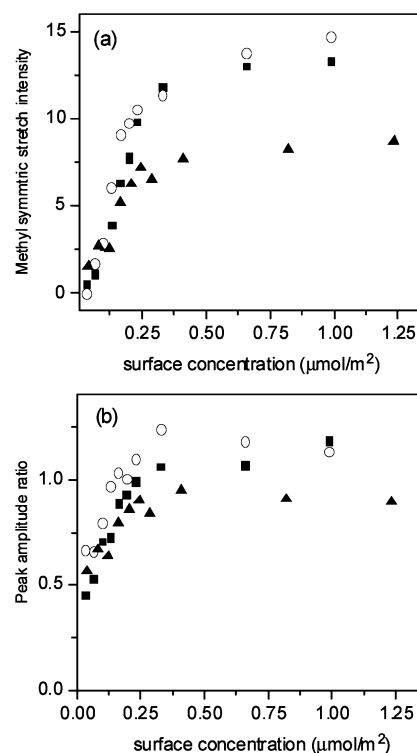 (a)
15
10
5
0
Methyl symmtric stretch intensity
0.25 0.50 0.75 1.00 1.25
surface concentration (μmol/m²)
(b)
1.0
0.5
0.0
Peak amplitude ratio
0.00 0.25 0.50 0.75 1.00 1.25
surface concentration (μmol/m²)